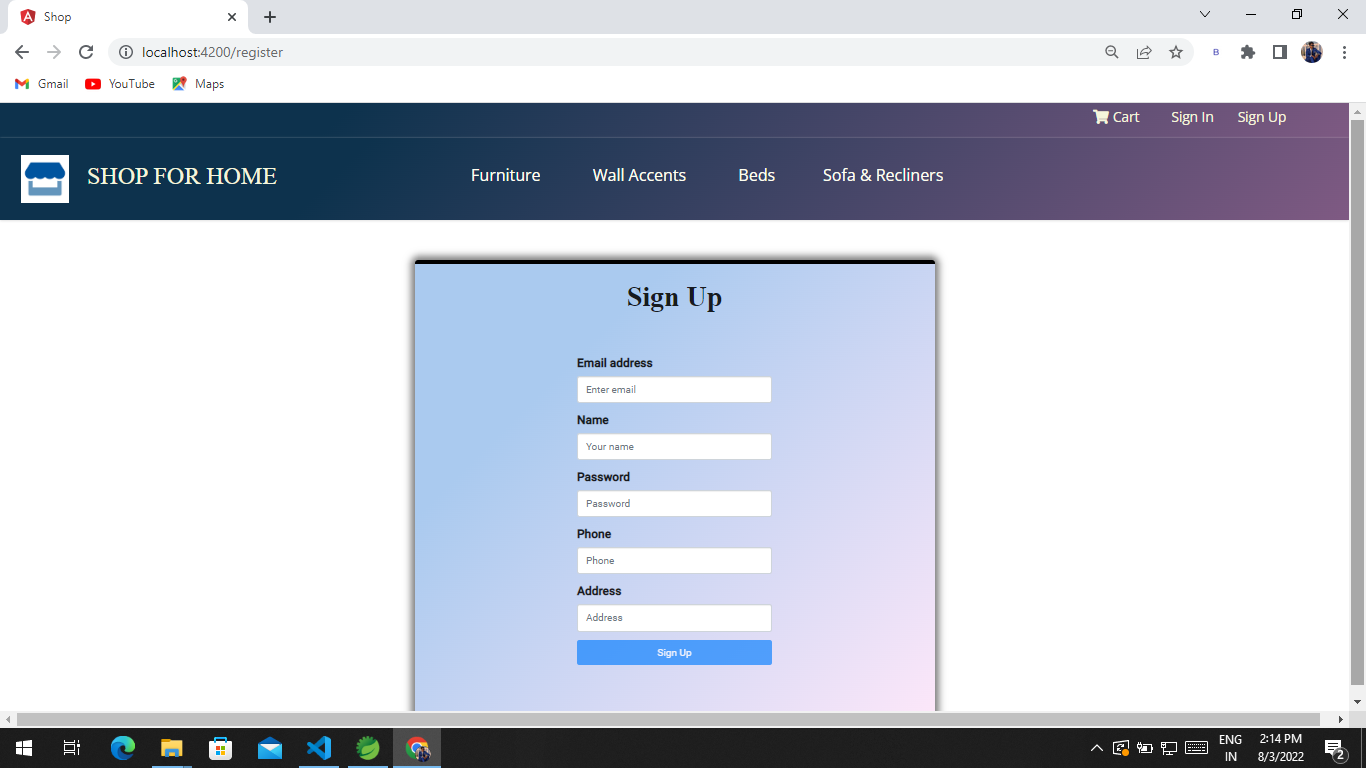 Shop
localhost:4200/register
B
Gmail YouTube Maps
Cart Sign In Sign Up
SHOP FOR HOME Furniture Wall Accents Beds Sofa & Recliners
Sign Up
Email address
Enter email
Name
Your name
Password
Password
Phone
Phone
Address
Address
Sign Up
ENG 2:14 PM
IN 8/3/2022 2